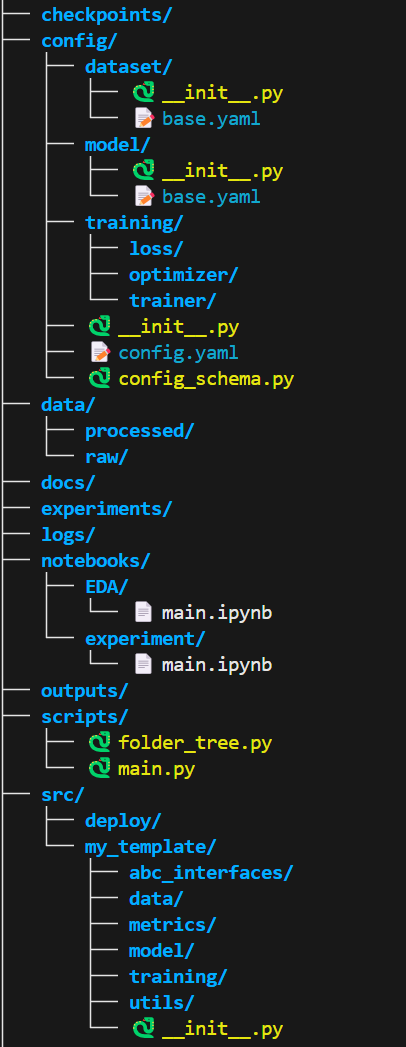 checkpoints/
config/
dataset/
__init__.py
base.yaml
model/
__init__.py
base.yaml
training/
loss/
optimizer/
trainer/
__init__.py
config.yaml
config_schema.py
data/
processed/
raw/
docs/
experiments/
logs/
notebooks/
EDA/
main.ipynb
experiment/
main.ipynb
outputs/
scripts/
folder_tree.py
main.py
src/
deploy/
my_template/
abc_interfaces/
data/
metrics/
model/
training/
utils/
__init__.py